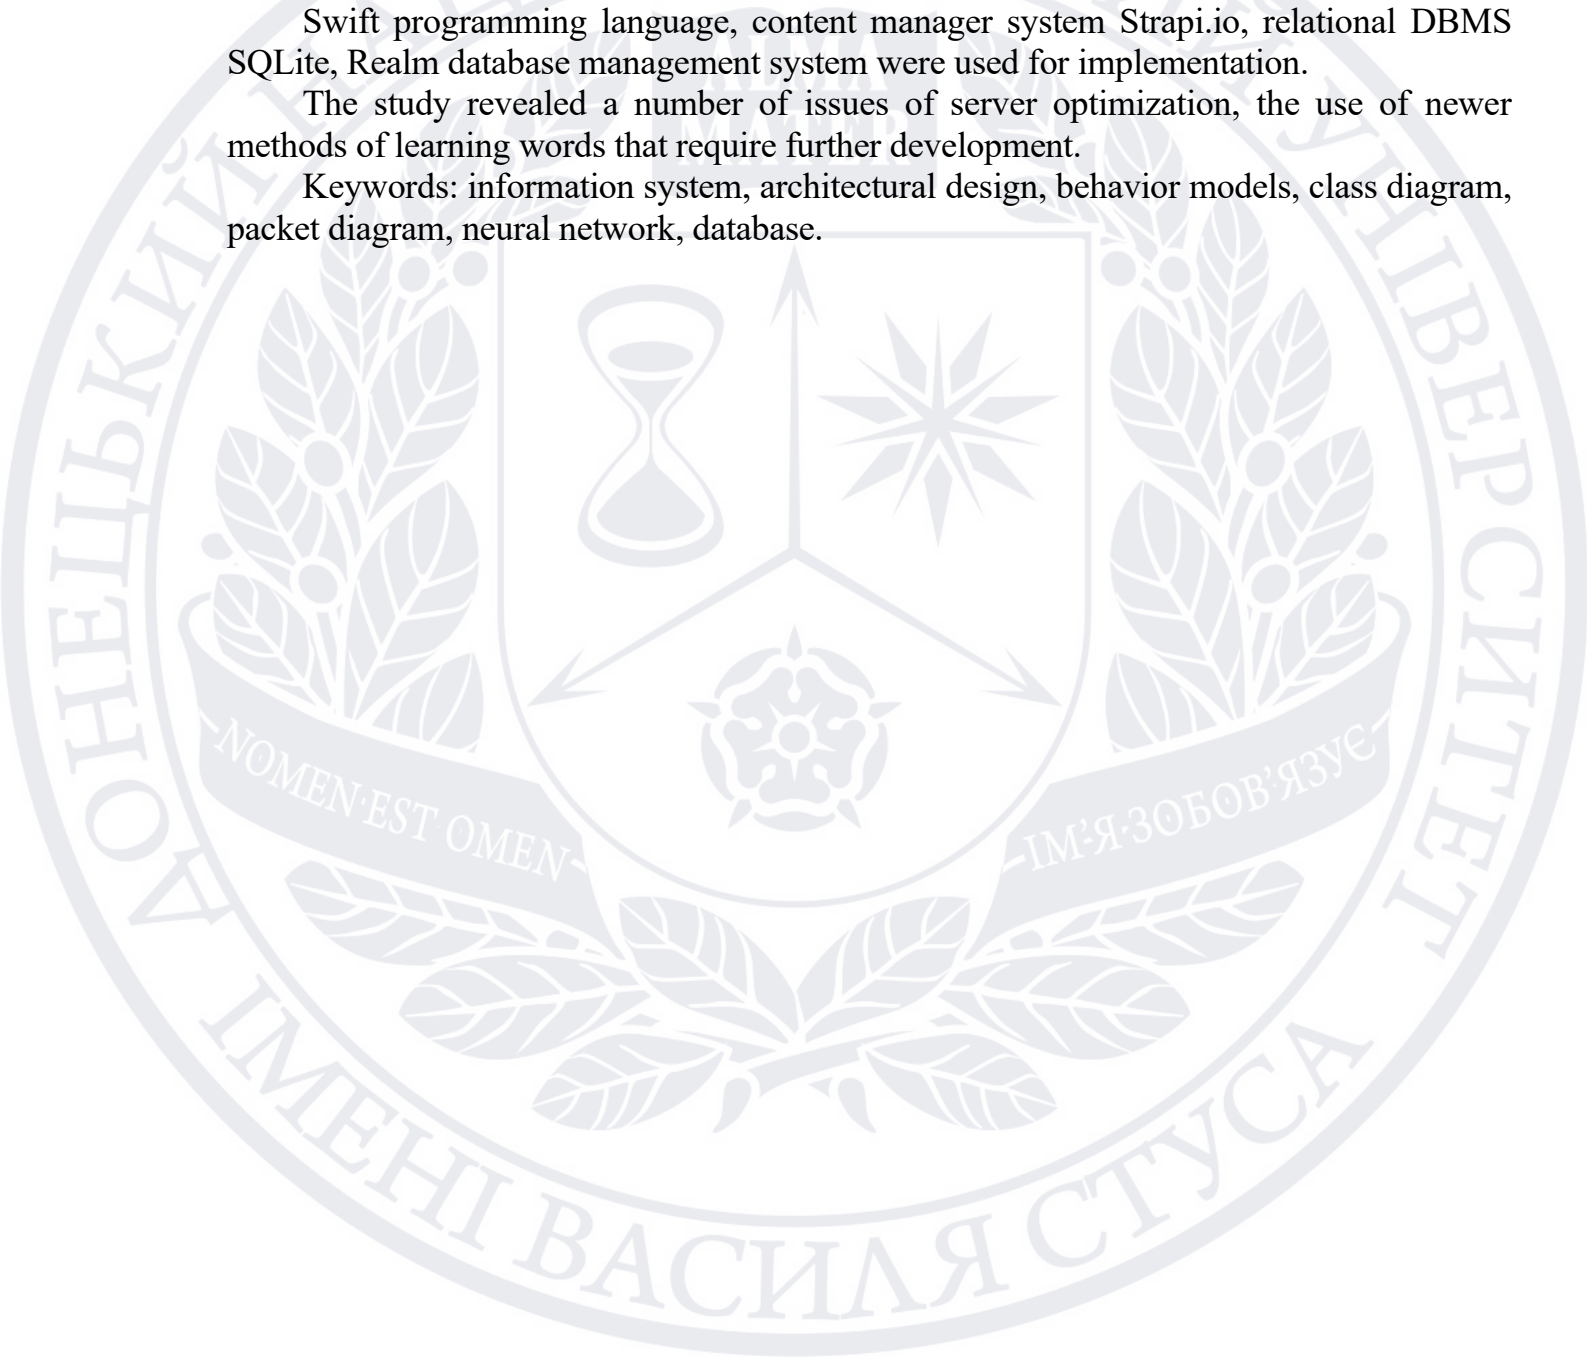 Swift programming language, content manager system Strapi.io, relational DBMS
SQLite, Realm database management system were used for implementation.
The study revealed a number of issues of server optimization, the use of newer
methods of learning words that require further development.
Keywords: information system, architectural design, behavior models, class diagram,
packet diagram, neural network, database.
ALMA
MATER
ДОНЕЦЬКИЙ
УНІВЕРСИТЕТ
NOMEN·EST·OMEN
ІМ'Я·ЗОБОВ'ЯЗУЄ
ІМЕНІ ВАСИЛЯ СТУСА